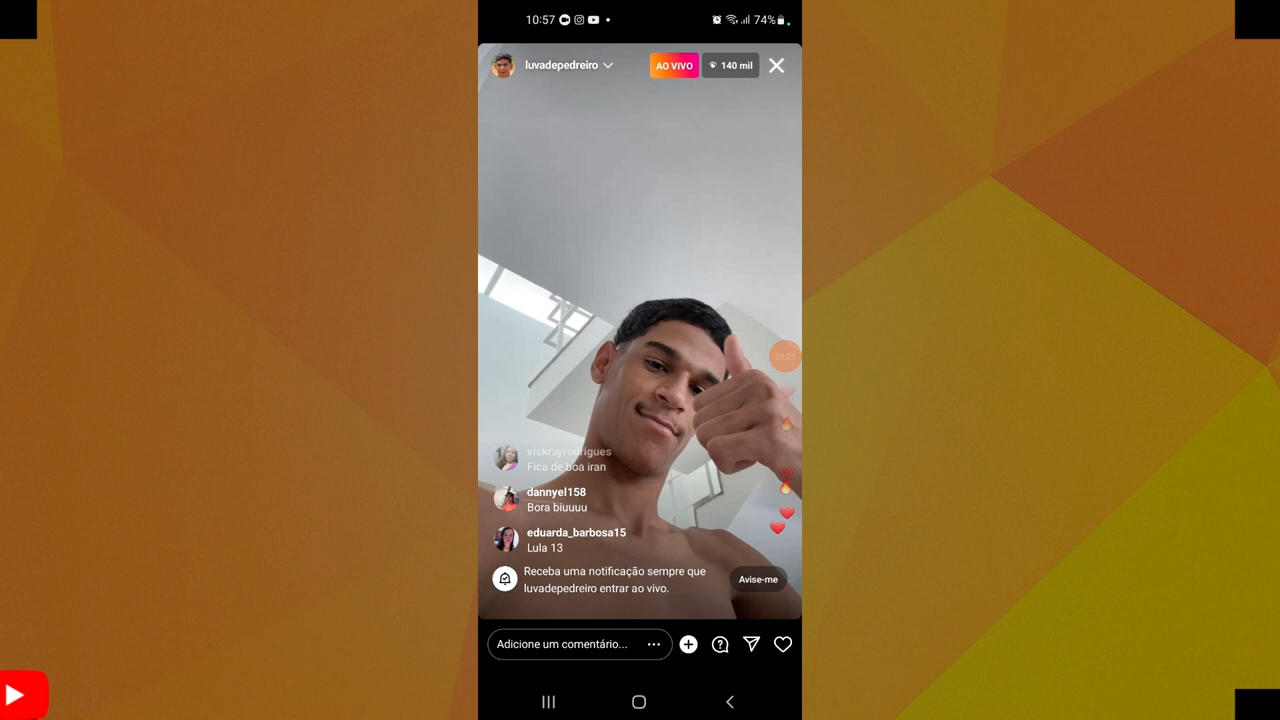 10:57
74%
luvadepedreiro
AO VIVO
140 mil
vickrayrodrigues
Fica de boa iran
dannyel158
Bora biuuuu
eduarda_barbosa15
Lula 13
Receba uma notificação sempre que
luvadepedreiro entrar ao vivo.
Avise-me
Adicione um comentário...